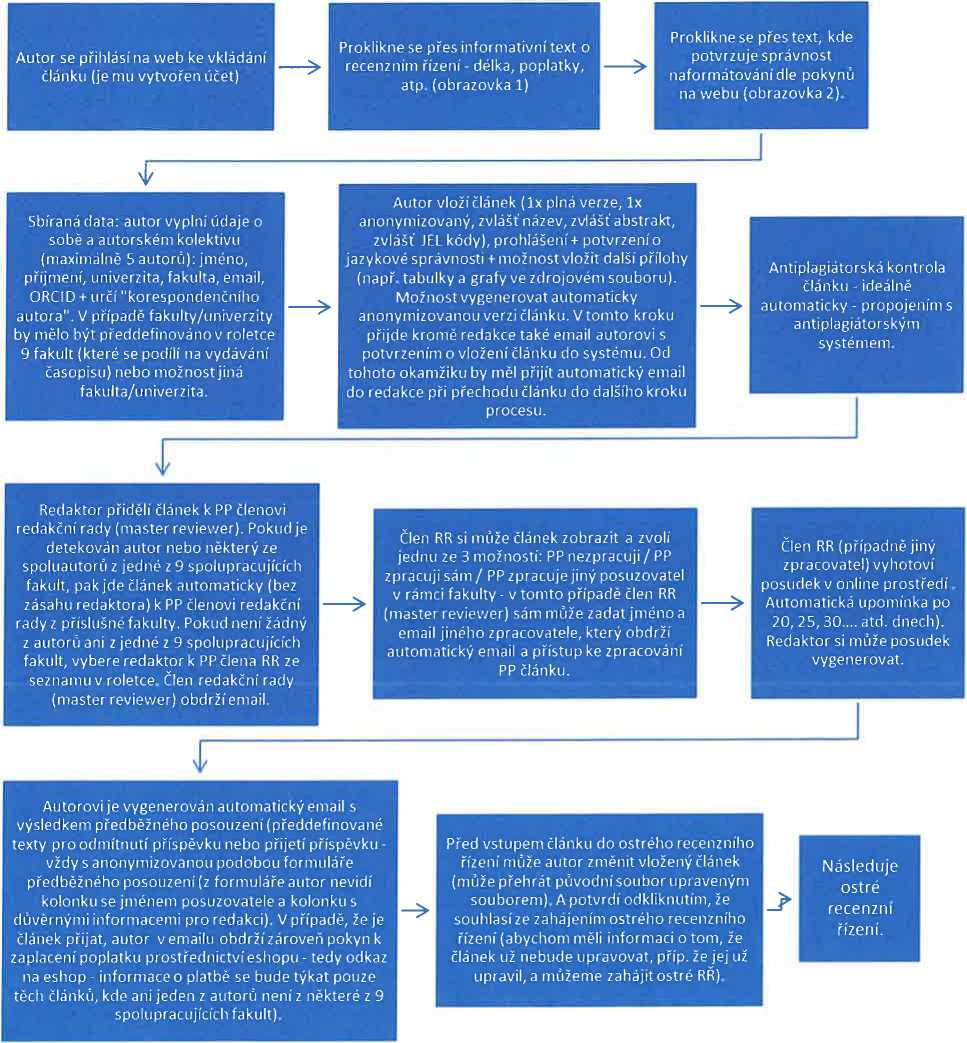 Autor se přihlásí na web ke vkládání
článku (je mu vytvořen účet)
Proklikne se přes informativní text o
recenzním řízení - délka, poplatky,
atp. (obrazovka 1)
Proklikne se přes text, kde
potvrzuje správnost
naformátování dle pokynů
na webu (obrazovka 2).
Sbíraná data: autor vyplní údaje o
sobě a autorském kolektivu
(maximálně 5 autorů): jméno,
příjmení, univerzita, fakulta, email,
ORCID + určí "korespondenčního
autora". V případě fakulty/univerzity
by mělo být předdefinováno v roletce
9 fakult (které se podílí na vydávání
časopisu) nebo možnost jiná
fakulta/univerzita.
Autor vloží článek (1x plná verze, 1x
anonymizovaný, zvlášť název, zvlášť abstrakt,
zvlášť JEL kódy), prohlášení + potvrzení o
jazykové správnosti + možnost vložit další přílohy
(např. tabulky a grafy ve zdrojovém souboru).
Možnost vygenerovat automaticky
anonymizovanou verzi článku. V tomto kroku
přijde kromě redakce také email autorovi s
potvrzením o vložení článku do systému. Od
tohoto okamžiku by měl přijít automatický email
do redakce při přechodu článku do dalšího kroku
procesu.
Antiplagiátorská kontrola
článku - ideálně
automaticky - propojením s
antiplagiátorským
systémem.
Redaktor přidělí článek k PP členovi
redakční rady (master reviewer). Pokud je
detekován autor nebo některý ze
spoluautorů z jedné z 9 spolupracujících
fakult, pak jde článek automaticky (bez
zásahu redaktora) k PP členovi redakční
rady z příslušné fakulty. Pokud není žádný
z autorů ani z jedné z 9 spolupracujících
fakult, vybere redaktor k PP člena RR ze
seznamu v roletce. Člen redakční rady
(master reviewer) obdrží email.
Člen RR si může článek zobrazit a zvolí
jednu ze 3 možností: PP nezpracuji / PP
zpracuji sám / PP zpracuje jiný posuzovatel
v rámci fakulty - v tomto případě člen RR
(master reviewer) sám může zadat jméno a
email jiného zpracovatele, který obdrží
automatický email a přístup ke zpracování
PP článku.
Člen RR (případně jiný
zpracovatel) vyhotoví
posudek v online prostředí .
Automatická upomínka po
20, 25, 30.... atd. dnech).
Redaktor si může posudek
vygenerovat.
Autorovi je vygenerován automatický email s
výsledkem předběžného posouzení (předdefinované
texty pro odmítnutí příspěvku nebo přijetí příspěvku -
vždy s anonymizovanou podobou formuláře
předběžného posouzení (z formuláře autor nevidí
kolonku se jménem posuzovatele a kolonku s
důvěrnými informacemi pro redakci). V případě, že je
článek přijat, autor v emailu obdrží zároveň pokyn k
zaplacení poplatku prostřednictví eshopu - tedy odkaz
na eshop - informace o platbě se bude týkat pouze
těch článků, kde ani jeden z autorů není z některé z 9
spolupracujících fakult).
Před vstupem článku do ostrého recenzního
řízení může autor změnit vložený článek
(může přehrát původní soubor upraveným
souborem). A potvrdí odkliknutím, že
souhlasí ze zahájením ostrého recenzního
řízení (abychom měli informaci o tom, že
článek už nebude upravovat, příp. že jej už
upravil, a můžeme zahájit ostré RŘ).
Následuje
ostré
recenzní
řízení.